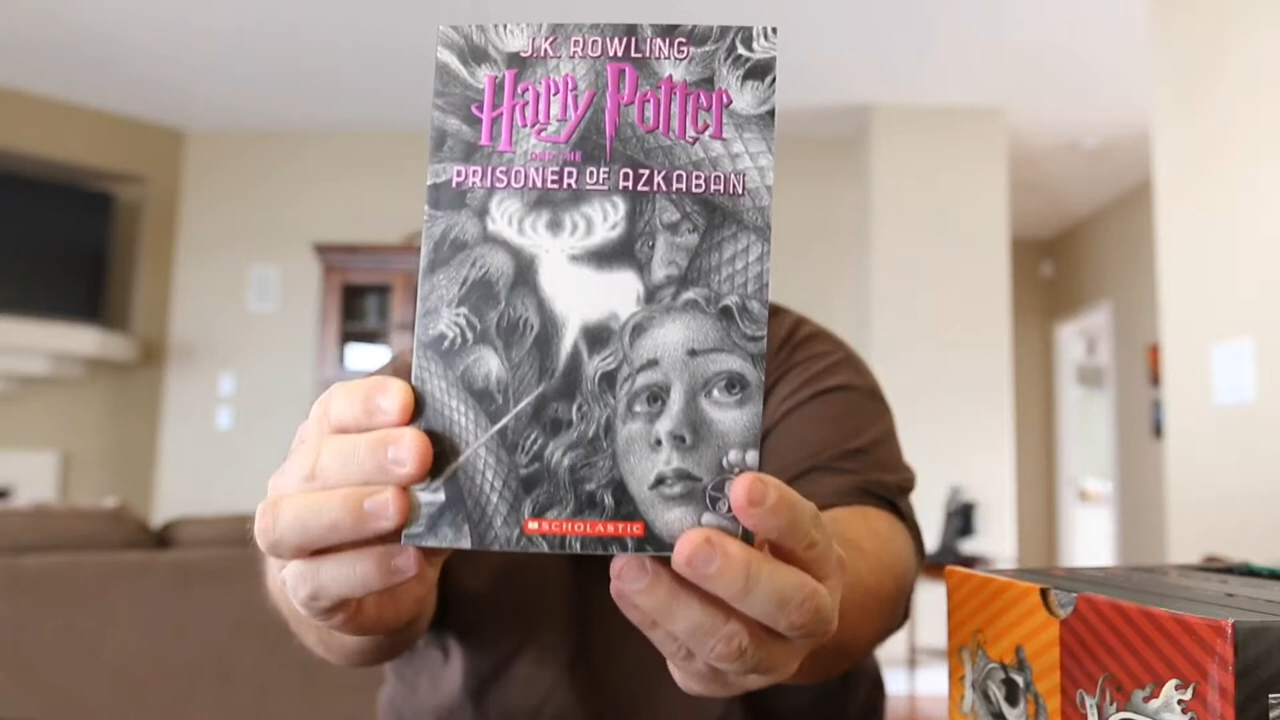 J.K. ROWLING
Harry Potter
AND THE
PRISONER OF AZKABAN
SCHOLASTIC